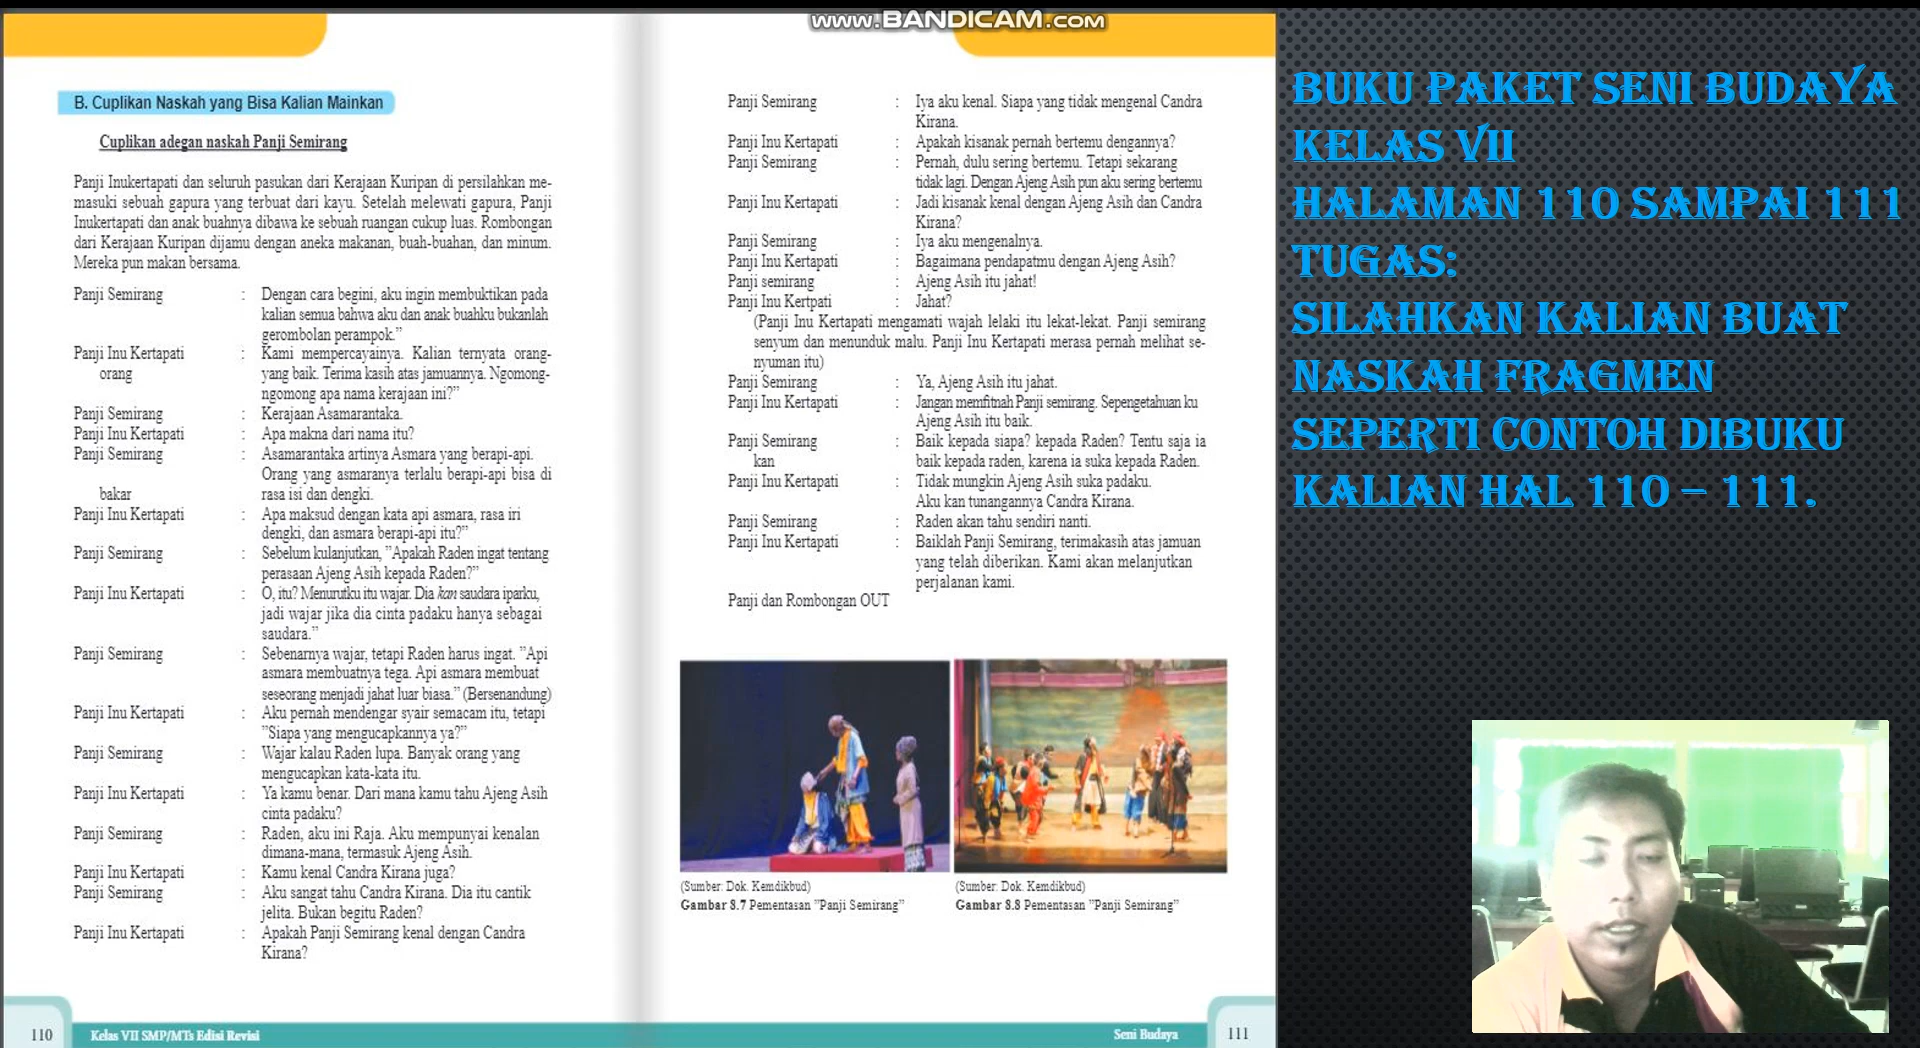 www.BANDICAM.com
B. Cuplikan Naskah yang Bisa Kalian Mainkan
Cuplikan adegan naskah Panji Semirang
Panji Inukertapati dan seluruh pasukan dari Kerajaan Kuripan di persilahkan me-
masuki sebuah gapura yang terbuat dari kayu. Setelah melewati gapura, Panji
Inukertapati dan anak buahnya dibawa ke sebuah ruangan cukup luas. Rombongan
dari Kerajaan Kuripan dijamu dengan aneka makanan, buah-buahan, dan minum.
Mereka pun makan bersama.
Panji Semirang : Dengan cara begini, aku ingin membuktikan pada
kalian semua bahwa aku dan anak buahku bukanlah
gerombolan perampok.”
Panji Inu Kertapati : Kami mempercayainya. Kalian ternyata orang-
orang yang baik. Terima kasih atas jamuannya. Ngomong-
ngomong apa nama kerajaan ini?”
Panji Semirang : Kerajaan Asamarantaka.
Panji Inu Kertapati : Apa makna dari nama itu?
Panji Semirang : Asamarantaka artinya Asmara yang berapi-api.
Orang yang asmaranya terlalu berapi-api bisa di
bakar rasa isi dan dengki.
Panji Inu Kertapati : Apa maksud dengan kata api asmara, rasa iri
dengki, dan asmara berapi-api itu?”
Panji Semirang : Sebelum kulanjutkan, ”Apakah Raden ingat tentang
perasaan Ajeng Asih kepada Raden?”
Panji Inu Kertapati : O, itu? Menurutku itu wajar. Dia kan saudara iparku,
jadi wajar jika dia cinta padaku hanya sebagai
saudara.”
Panji Semirang : Sebenarnya wajar, tetapi Raden harus ingat. ”Api
asmara membuatnya tega. Api asmara membuat
seseorang menjadi jahat luar biasa.” (Bersenandung)
Panji Inu Kertapati : Aku pernah mendengar syair semacam itu, tetapi
”Siapa yang mengucapkannya ya?”
Panji Semirang : Wajar kalau Raden lupa. Banyak orang yang
mengucapkan kata-kata itu.
Panji Inu Kertapati : Ya kamu benar. Dari mana kamu tahu Ajeng Asih
cinta padaku?
Panji Semirang : Raden, aku ini Raja. Aku mempunyai kenalan
dimana-mana, termasuk Ajeng Asih.
Panji Inu Kertapati : Kamu kenal Candra Kirana juga?
Panji Semirang : Aku sangat tahu Candra Kirana. Dia itu cantik
jelita. Bukan begitu Raden?
Panji Inu Kertapati : Apakah Panji Semirang kenal dengan Candra
Kirana?
110 Kelas VII SMP/MTs Edisi Revisi
Panji Semirang : Iya aku kenal. Siapa yang tidak mengenal Candra
Kirana.
Panji Inu Kertapati : Apakah kisanak pernah bertemu dengannya?
Panji Semirang : Pernah, dulu sering bertemu. Tetapi sekarang
tidak lagi. Dengan Ajeng Asih pun aku sering bertemu
Panji Inu Kertapati : Jadi kisanak kenal dengan Ajeng Asih dan Candra
Kirana?
Panji Semirang : Iya aku mengenalnya.
Panji Inu Kertapati : Bagaimana pendapatmu dengan Ajeng Asih?
Panji semirang : Ajeng Asih itu jahat!
Panji Inu Kertpati : Jahat?
(Panji Inu Kertapati mengamati wajah lelaki itu lekat-lekat. Panji semirang
senyum dan menunduk malu. Panji Inu Kertapati merasa pernah melihat se-
nyuman itu)
Panji Semirang : Ya, Ajeng Asih itu jahat.
Panji Inu Kertapati : Jangan memfitnah Panji semirang. Sepengetahuan ku
Ajeng Asih itu baik.
Panji Semirang : Baik kepada siapa? kepada Raden? Tentu saja ia
kan baik kepada raden, karena ia suka kepada Raden.
Panji Inu Kertapati : Tidak mungkin Ajeng Asih suka padaku.
Aku kan tunangannya Candra Kirana.
Panji Semirang : Raden akan tahu sendiri nanti.
Panji Inu Kertapati : Baiklah Panji Semirang, terimakasih atas jamuan
yang telah diberikan. Kami akan melanjutkan
perjalanan kami.
Panji dan Rombongan OUT
(Sumber: Dok. Kemdikbud)
Gambar 8.7 Pementasan ”Panji Semirang”
(Sumber: Dok. Kemdikbud)
Gambar 8.8 Pementasan ”Panji Semirang”
Seni Budaya 111
BUKU PAKET SENI BUDAYA
KELAS VII
HALAMAN 110 SAMPAI 111
TUGAS:
SILAHKAN KALIAN BUAT
NASKAH FRAGMEN
SEPERTI CONTOH DIBUKU
KALIAN HAL 110 – 111.